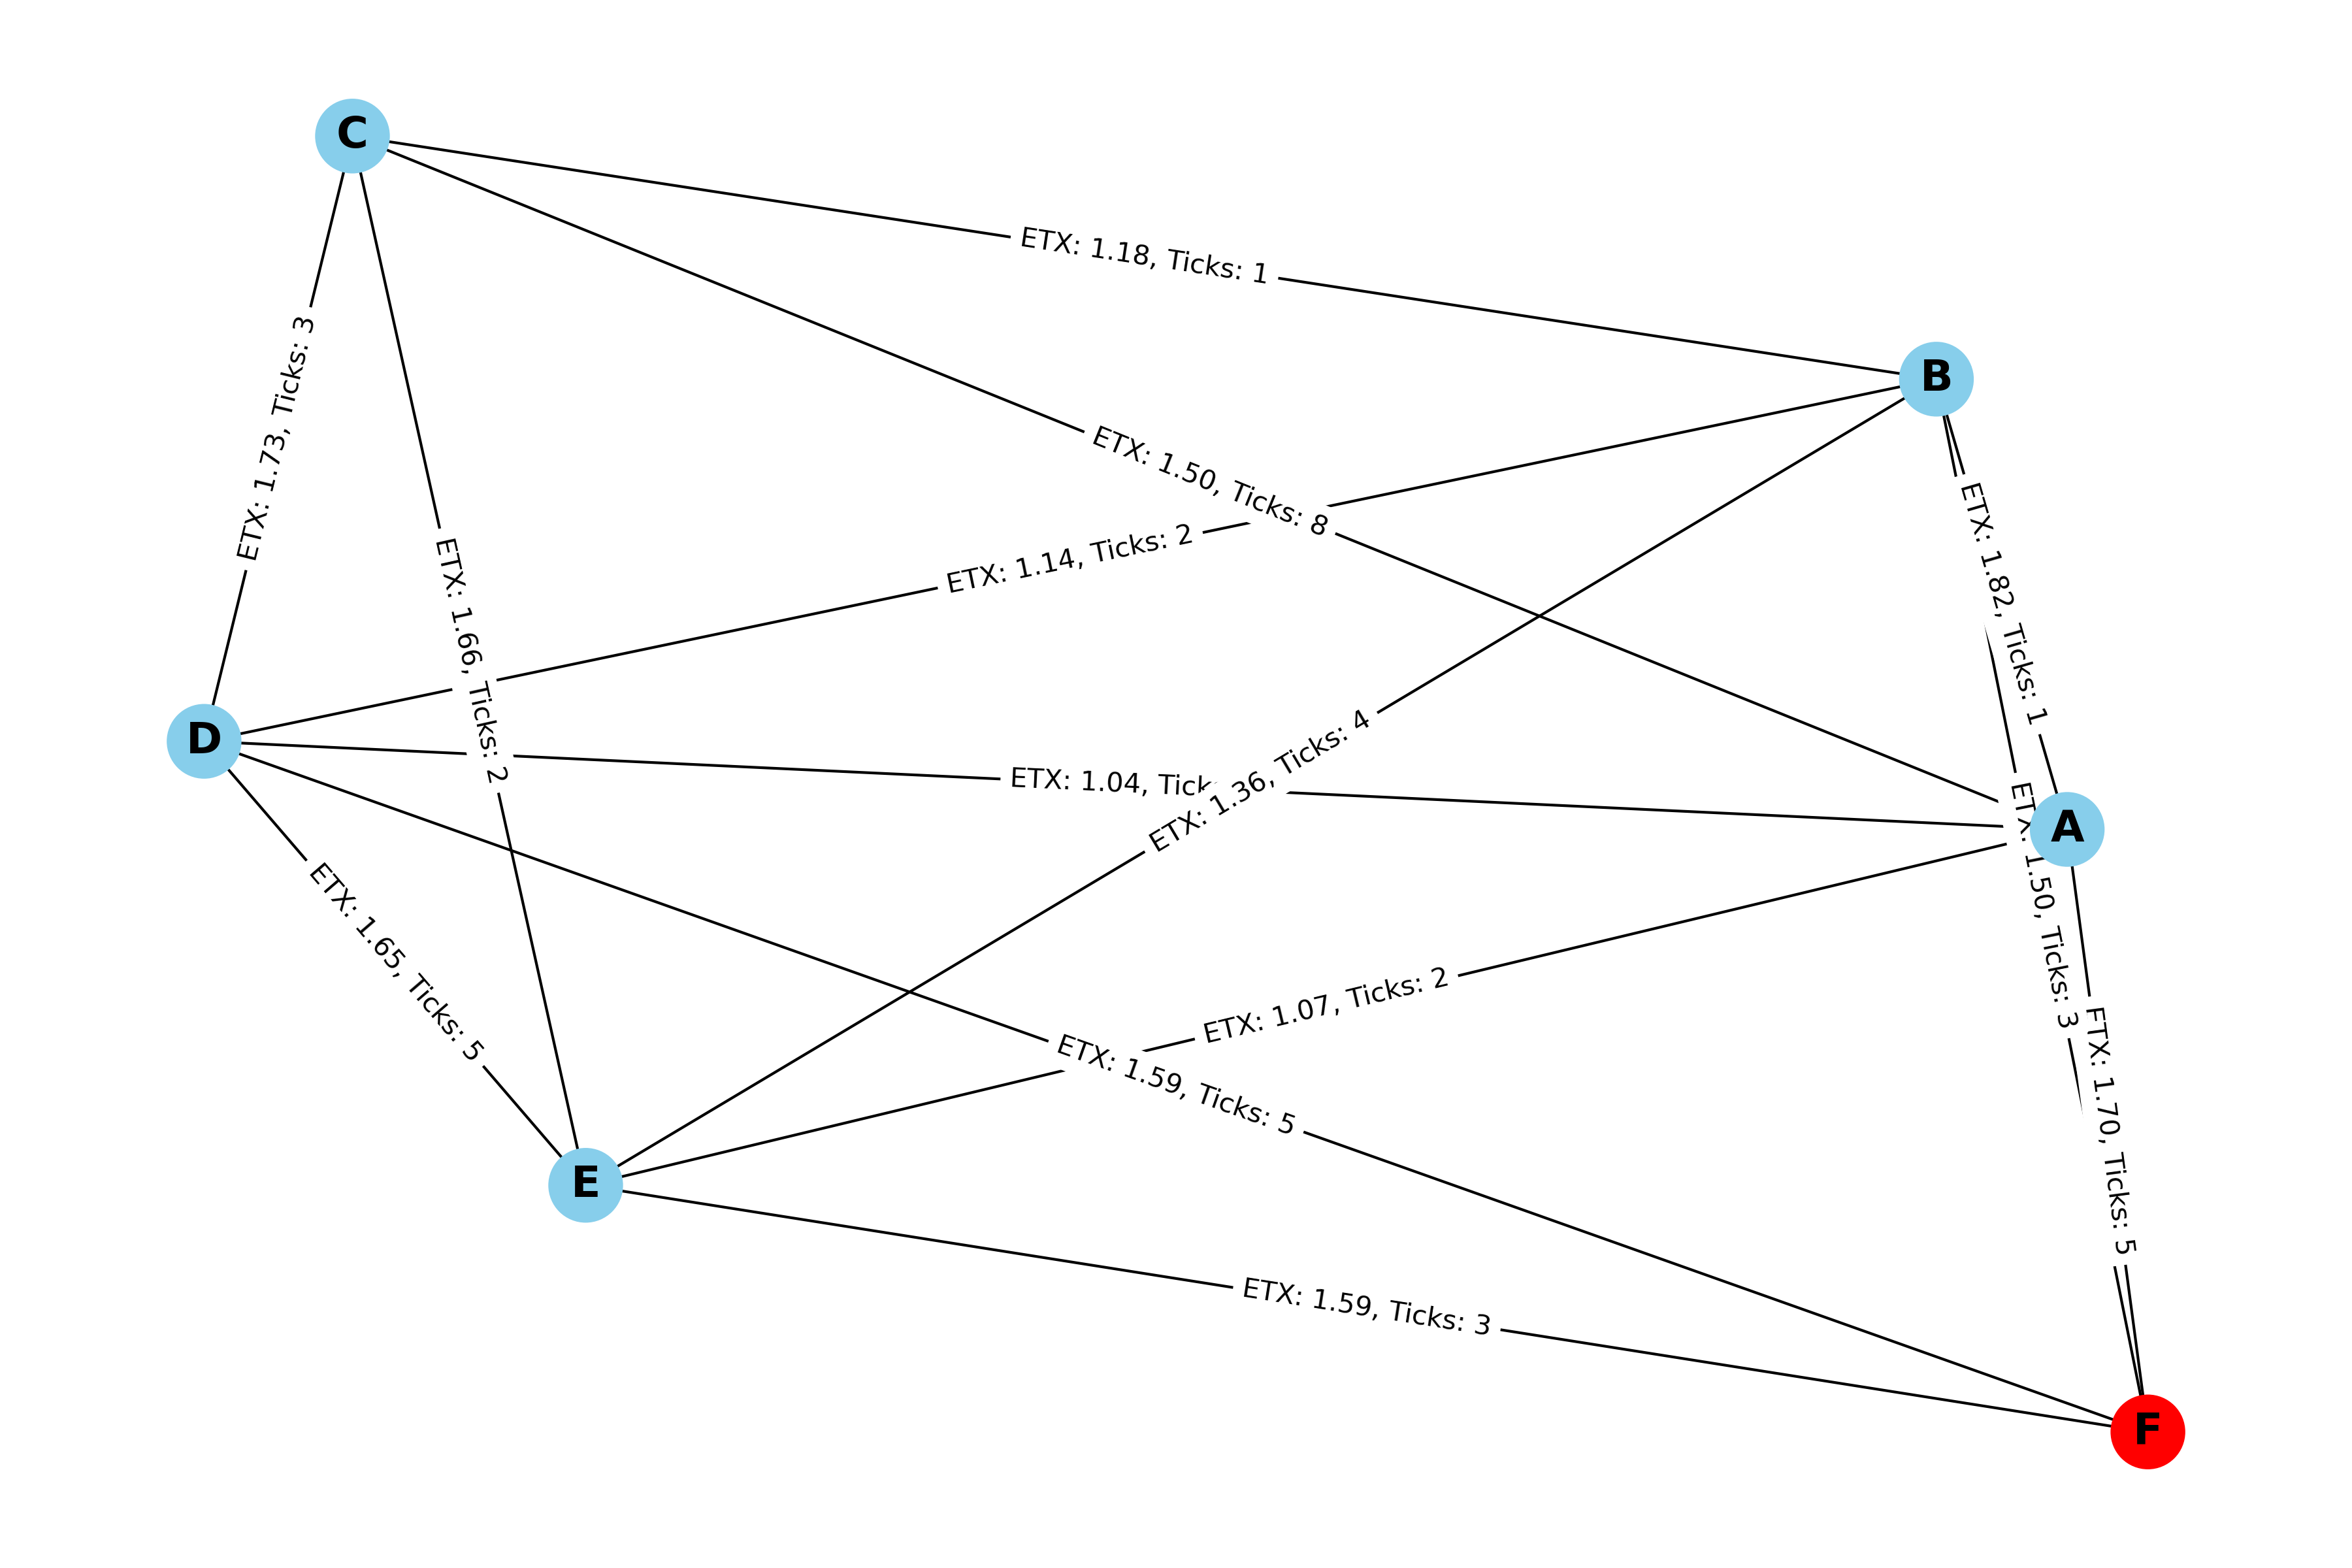 C
ETX: 1.18, Ticks: 1
ETX: 1.73, Ticks: 3
B
ETX: 1.50, Ticks: 8
ETX: 1.14, Ticks: 2
ETX: 1.66, Ticks: 2
ETX: 1.82, Ticks: 1
D
ETX: 1.04,
ETX: 1.36, Ticks: 4
A
ETX: 1.50, Ticks: 3
ETX: 1.65, Ticks: 5
ETX: 1.07, Ticks: 2
ETX: 1.59, Ticks: 5
ETX: 1.70, Ticks: 5
E
ETX: 1.59, Ticks: 3
F